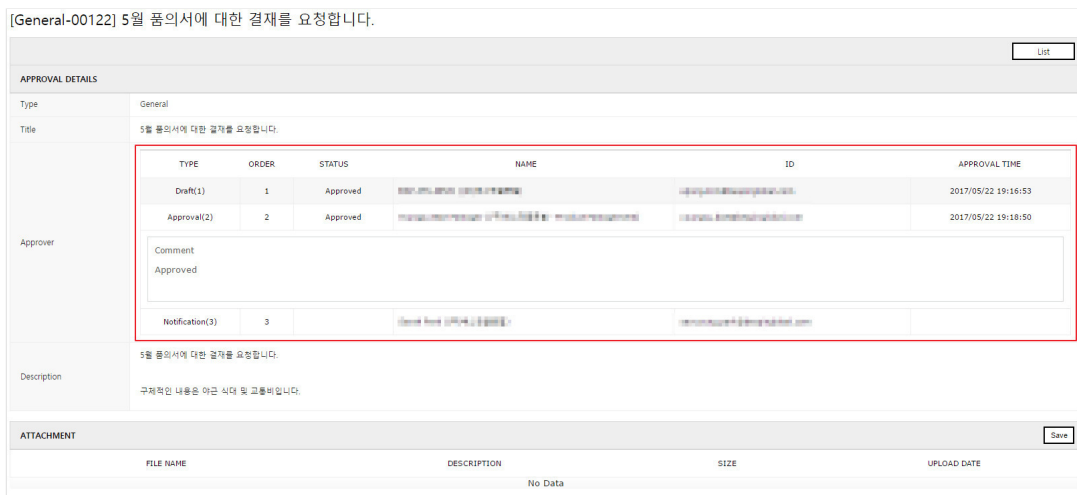 [General-00122] 5월 품의서에 대한 결재를 요청합니다.
List
APPROVAL DETAILS
Type General
Title 5월 품의서에 대한 결재를 요청합니다.
Approver
TYPE ORDER STATUS NAME ID APPROVAL TIME
Draft(1) 1 Approved 2017/05/22 19:16:53
Approval(2) 2 Approved 2017/05/22 19:18:50
Comment
Approved
Notification(3) 3
Description
5월 품의서에 대한 결재를 요청합니다.
구체적인 내용은 야근 식대 및 교통비입니다.
ATTACHMENT Save
FILE NAME DESCRIPTION SIZE UPLOAD DATE
No Data